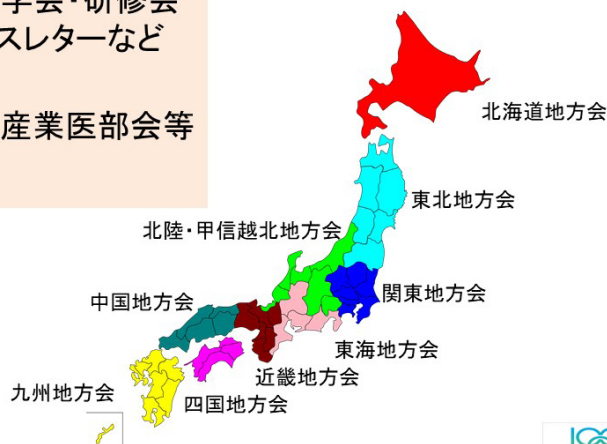 学会・研修会
スレターなど
産業医部会等
北海道地方会
東北地方会
北陸・甲信越北地方会
関東地方会
中国地方会
東海地方会
近畿地方会
九州地方会
四国地方会